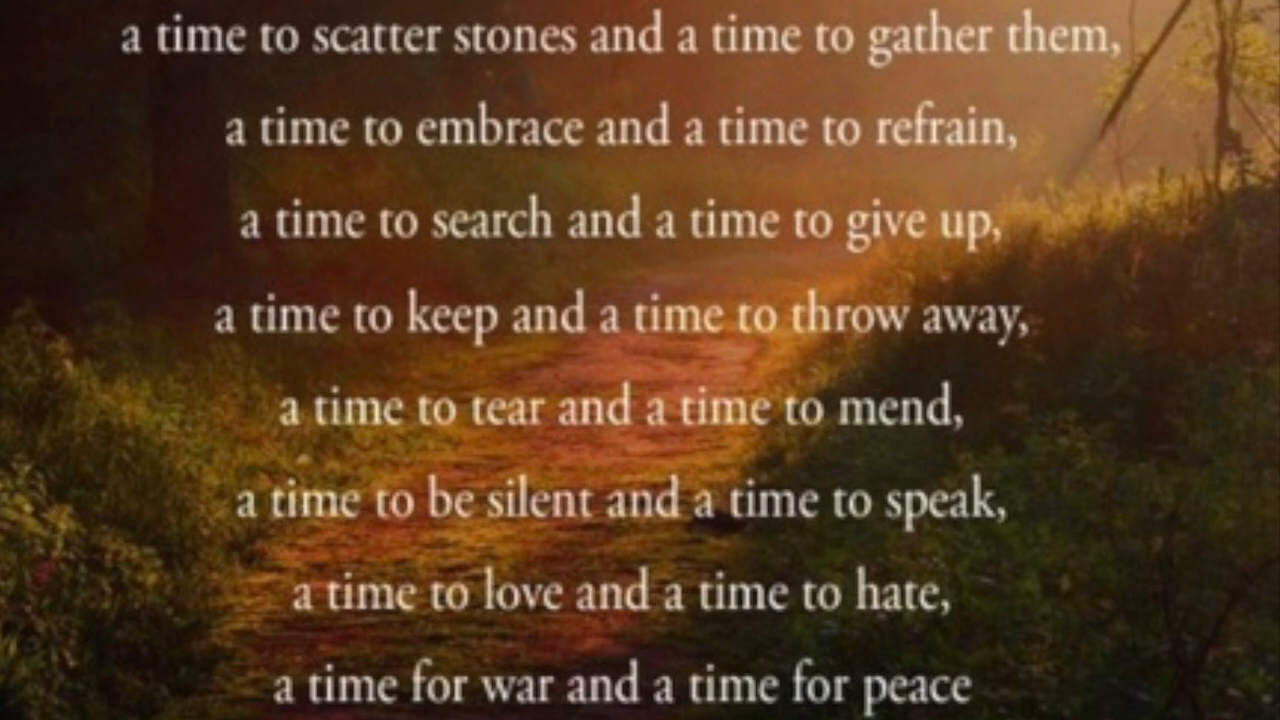 a time to scatter stones and a time to gather them,
a time to embrace and a time to refrain,
a time to search and a time to give up,
a time to keep and a time to throw away,
a time to tear and a time to mend,
a time to be silent and a time to speak,
a time to love and a time to hate,
a time for war and a time for peace